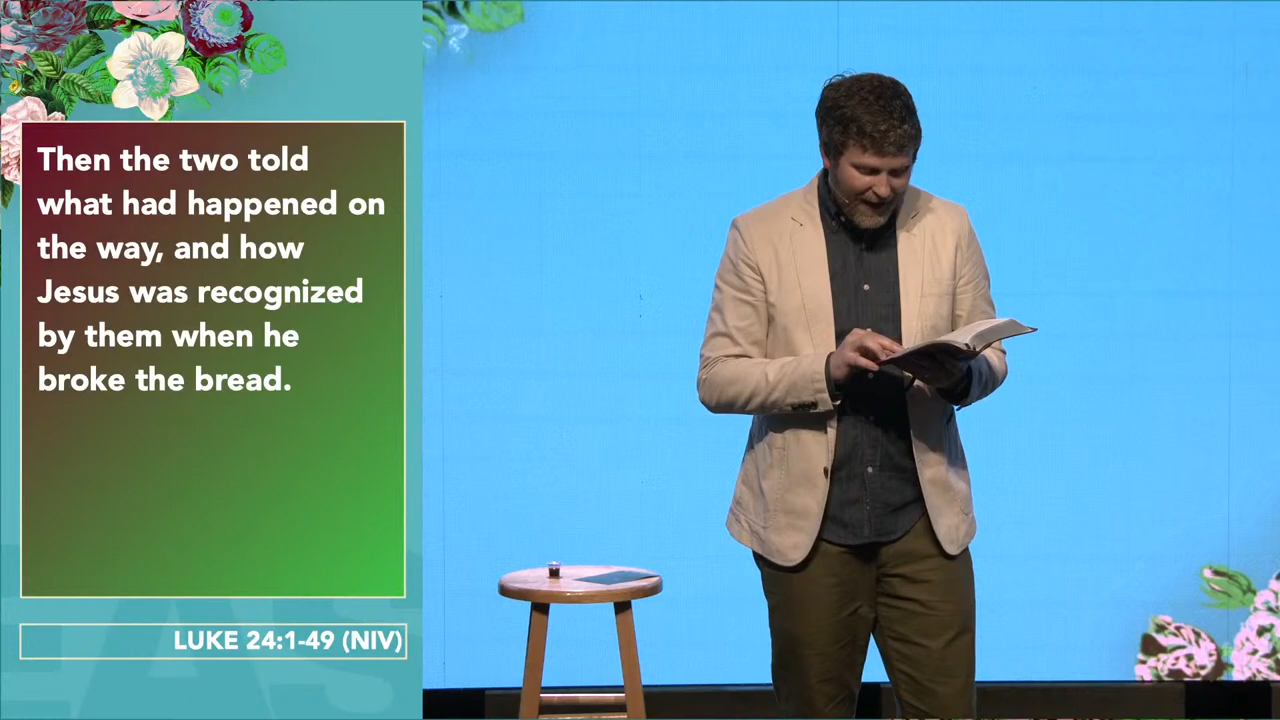 Then the two told
what had happened on
the way, and how
Jesus was recognized
by them when he
broke the bread.
LUKE 24:1-49 (NIV)